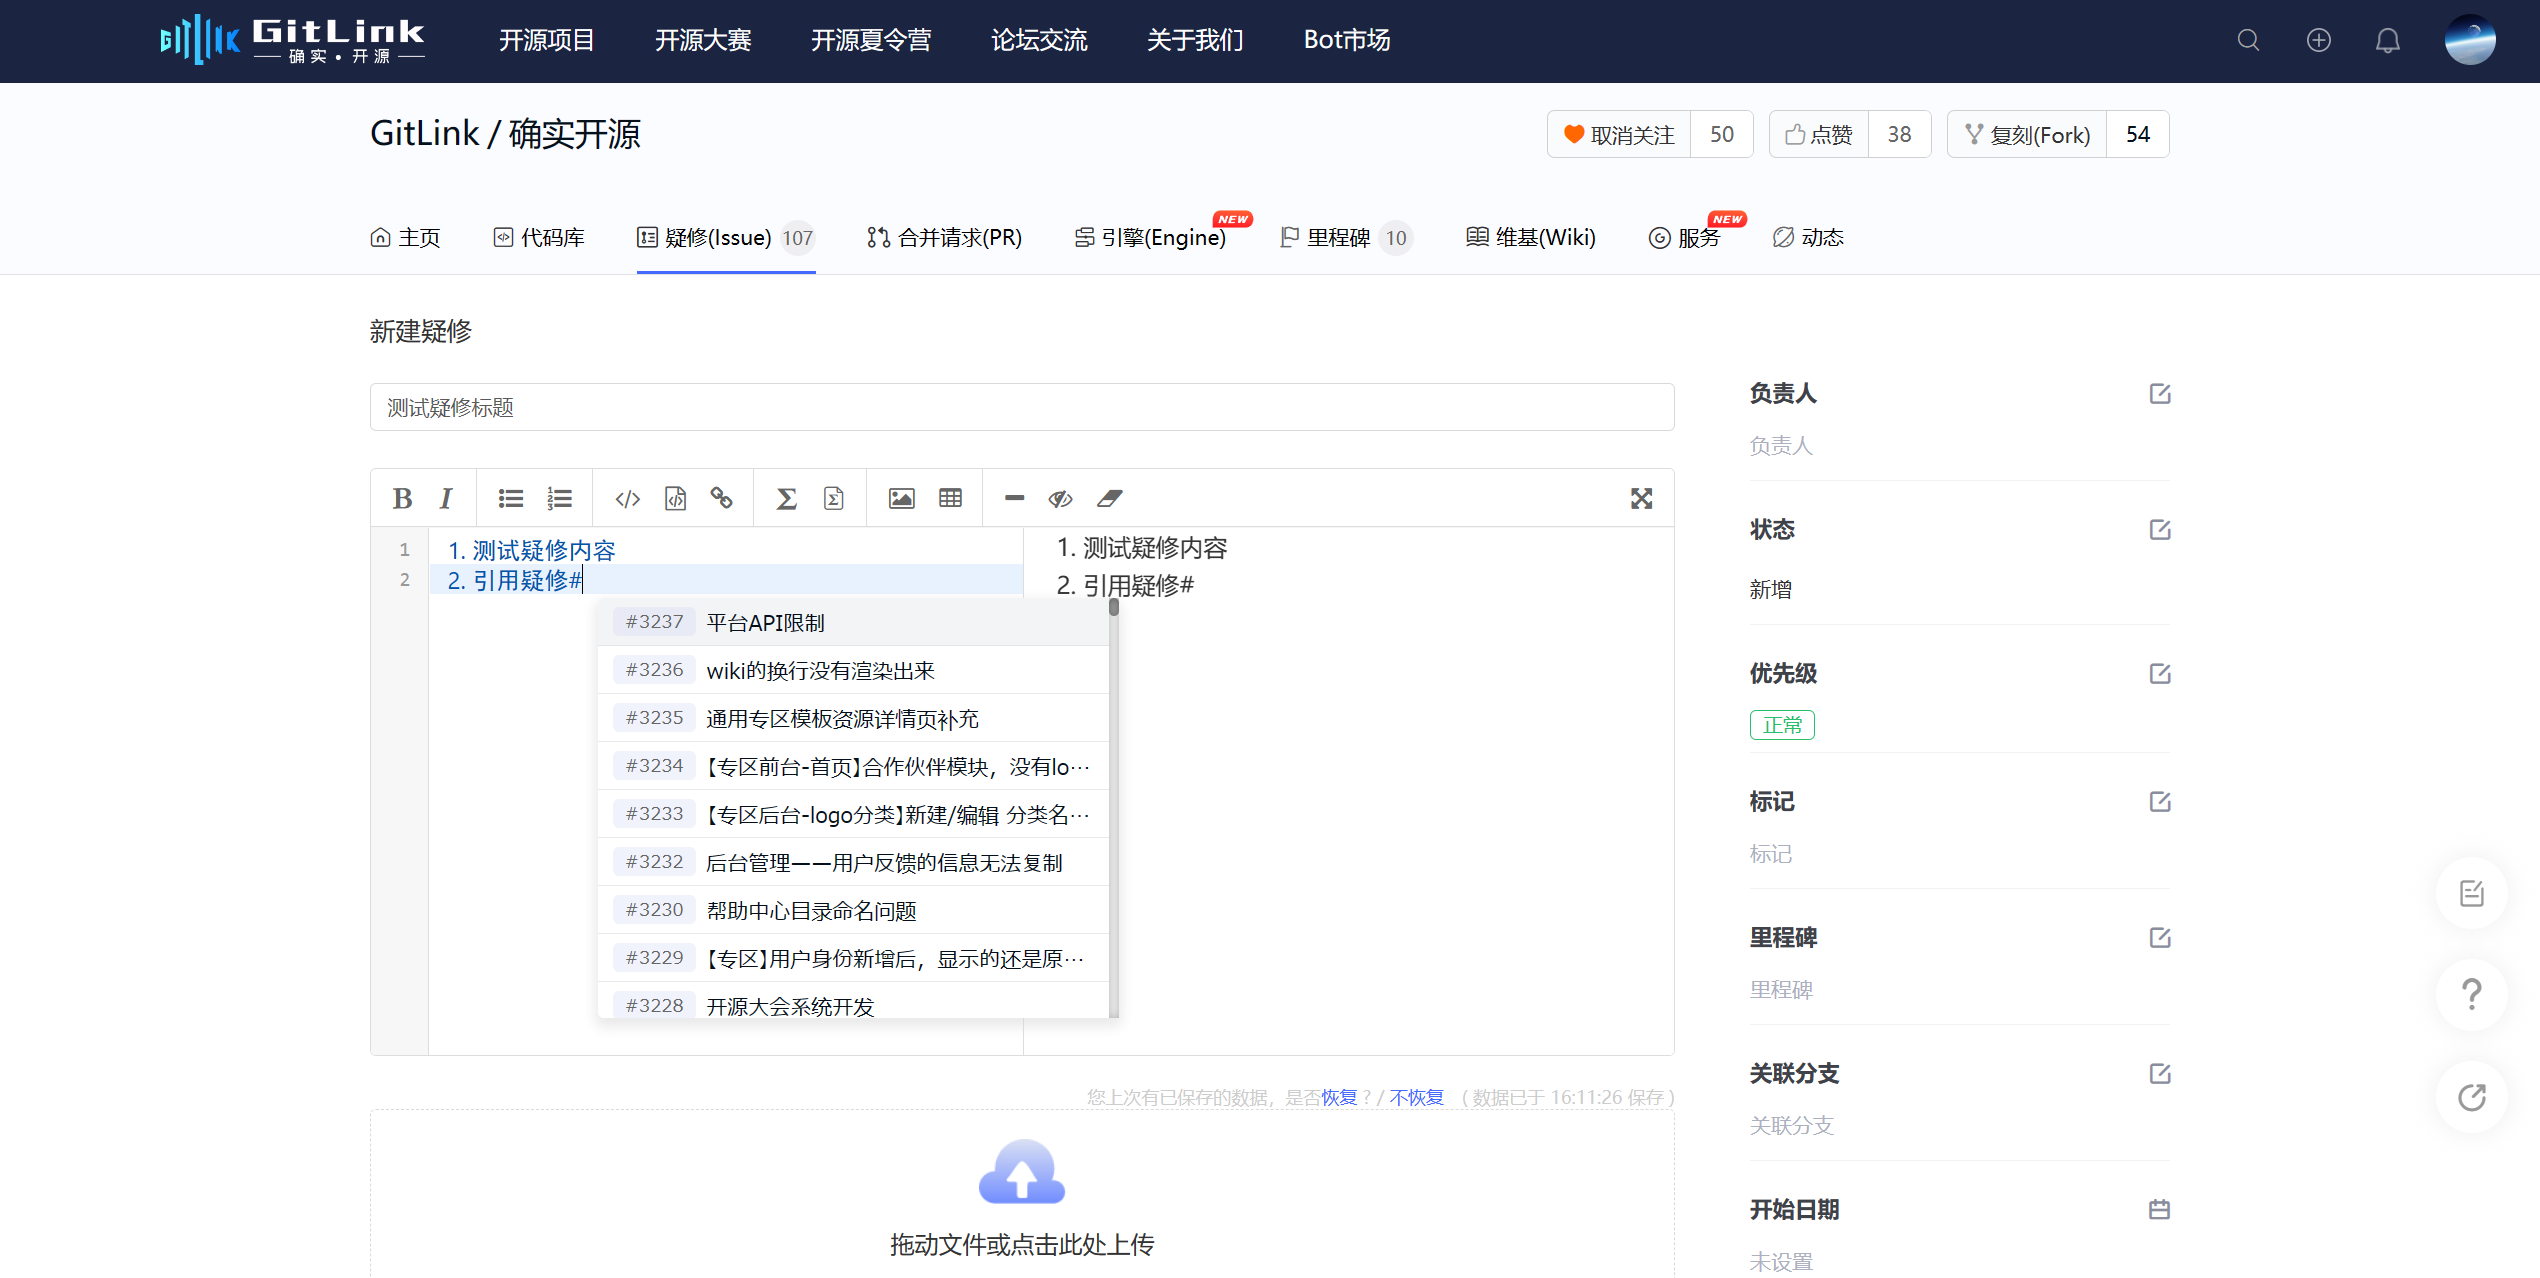 GitLink
确实·开源
开源项目 开源大赛 开源夏令营 论坛交流 关于我们 Bot市场
GitLink / 确实开源
取消关注 50 点赞 38 复刻(Fork) 54
主页 代码库 疑修(Issue) 107 合并请求(PR) 引擎(Engine) NEW 里程碑 10 维基(Wiki) 服务 NEW 动态
新建疑修
测试疑修标题
1 1. 测试疑修内容
2 2. 引用疑修#
1. 测试疑修内容
2. 引用疑修#
#3237 平台API限制
#3236 wiki的换行没有渲染出来
#3235 通用专区模板资源详情页补充
#3234 【专区前台-首页】合作伙伴模块，没有lo···
#3233 【专区后台-logo分类】新建/编辑 分类名···
#3232 后台管理——用户反馈的信息无法复制
#3230 帮助中心目录命名问题
#3229 【专区】用户身份新增后，显示的还是原···
#3228 开源大会系统开发
您上次有已保存的数据，是否恢复 ? / 不恢复 （ 数据已于 16:11:26 保存 ）
拖动文件或点击此处上传
负责人
负责人
状态
新增
优先级
正常
标记
标记
里程碑
里程碑
关联分支
关联分支
开始日期
未设置